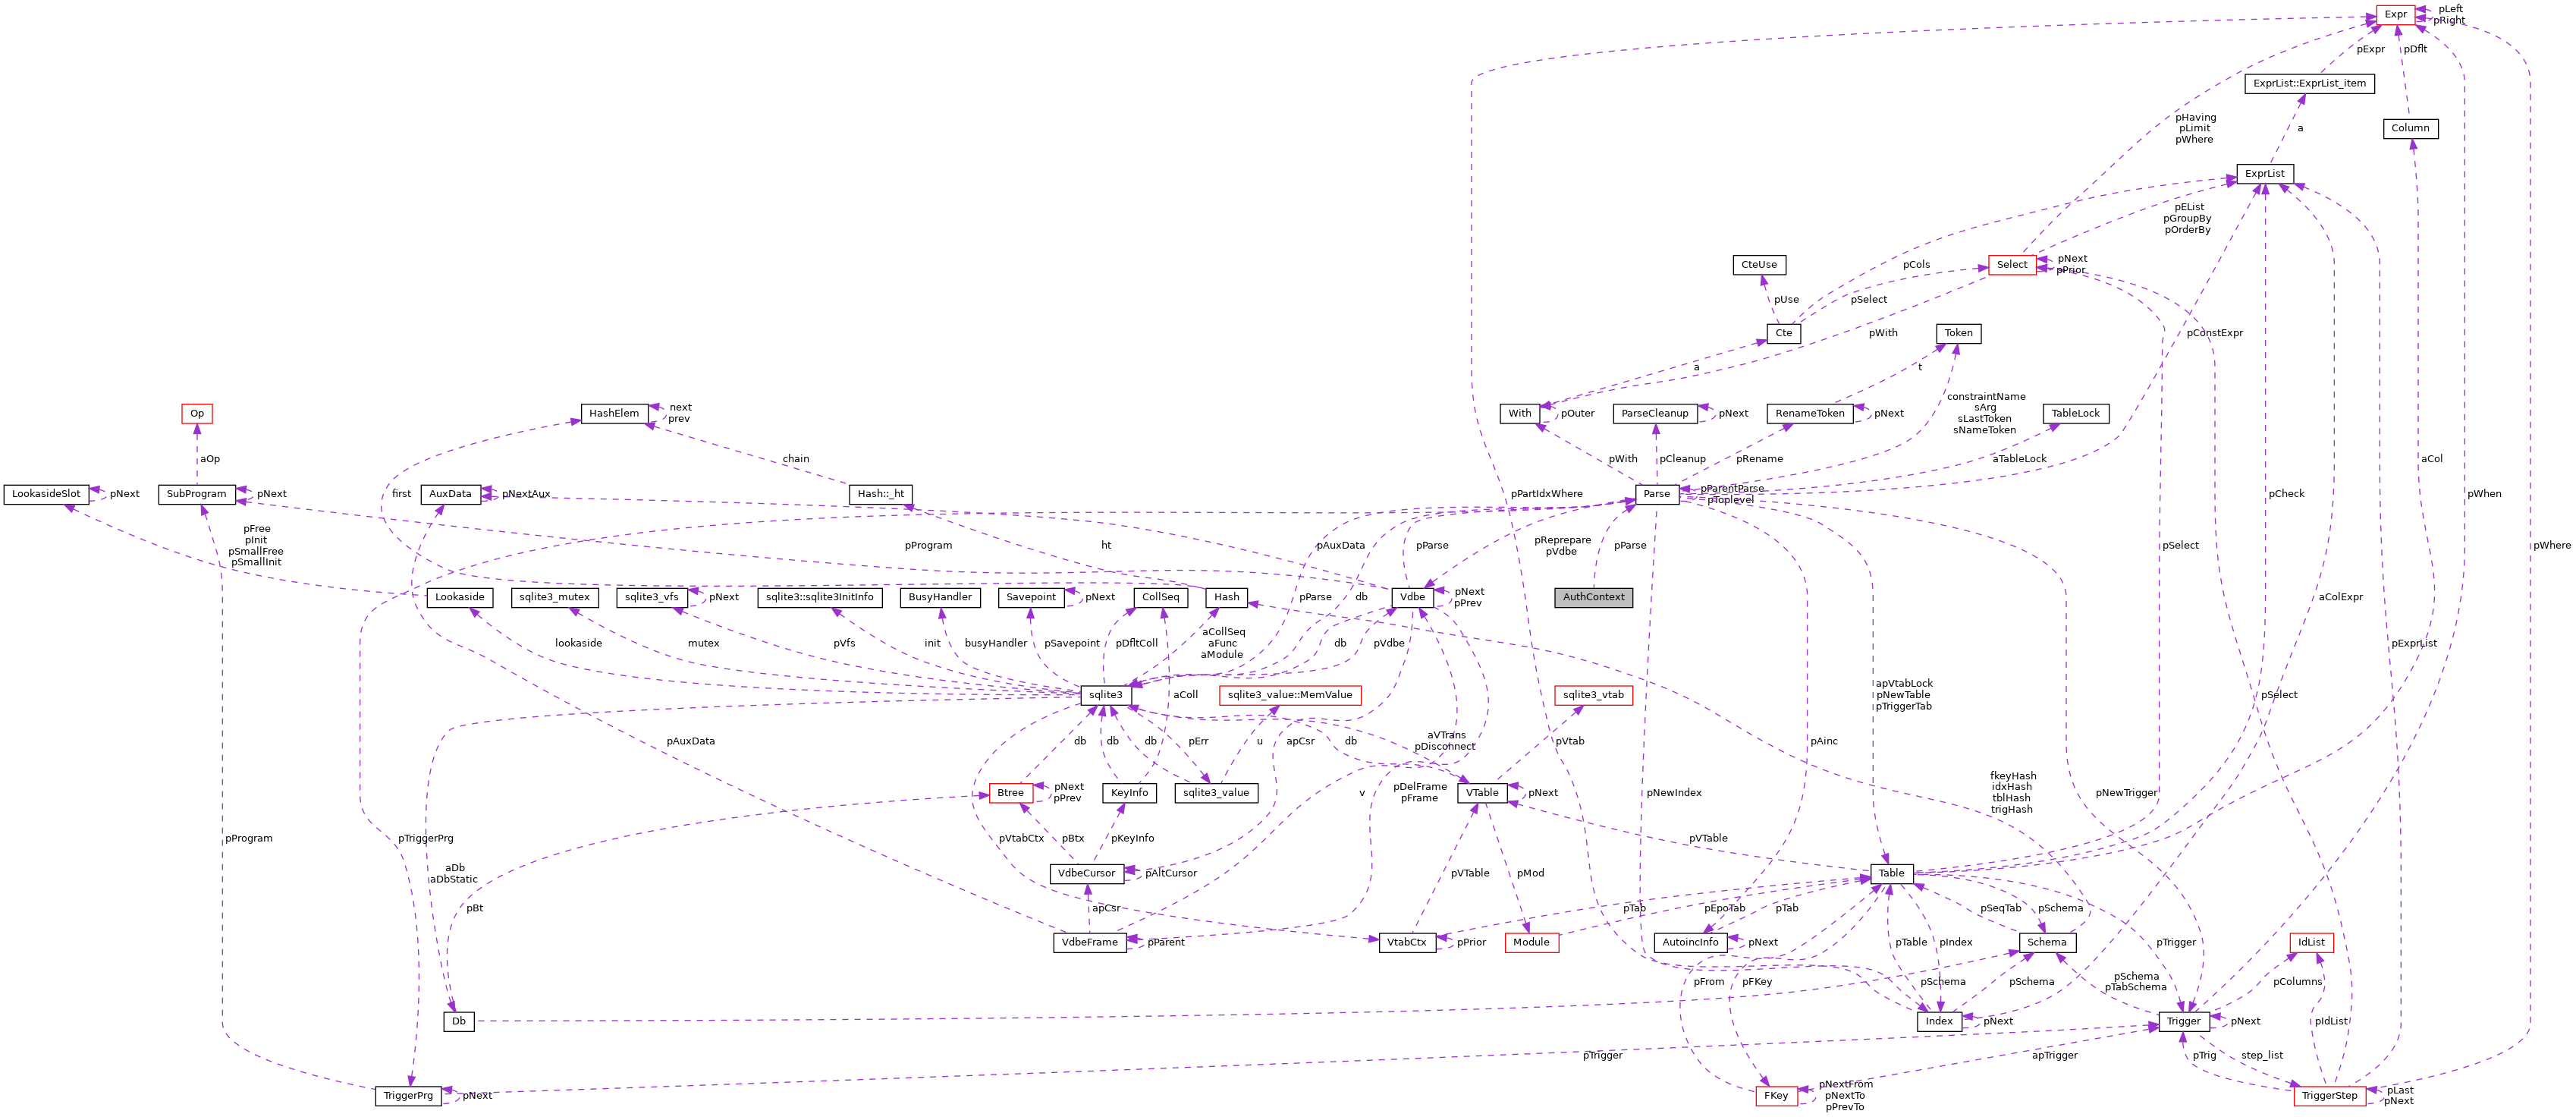 Expr
pLeft
pRight
pExpr
pDflt
ExprList::ExprList_item
pHaving
pLimit
pWhere
a
Column
ExprList
pEList
pGroupBy
pOrderBy
CteUse
pCols
Select
pNext
pPrior
pUse
pSelect
Cte
pWith
Token
pConstExpr
a
t
constraintName
sArg
sLastToken
sNameToken
Op
HashElem
next
prev
With
pOuter
ParseCleanup
pNext
RenameToken
pNext
TableLock
aOp
chain
pWith
pCleanup
pRename
aTableLock
aCol
LookasideSlot
pNext
SubProgram
pNext
first
AuxData
pNextAux
Hash::_ht
pPartIdxWhere
Parse
pParentParse
pToplevel
pCheck
pWhen
pFree
pInit
pSmallFree
pSmallInit
pProgram
ht
pAuxData
pParse
pReprepare
pVdbe
pParse
pSelect
pWhere
Lookaside
sqlite3_mutex
sqlite3_vfs
pNext
sqlite3::sqlite3InitInfo
BusyHandler
Savepoint
pNext
CollSeq
Hash
pParse
db
Vdbe
pNext
pPrev
AuthContext
aColExpr
lookaside
mutex
pVfs
init
busyHandler
pSavepoint
pDfltColl
aCollSeq
aFunc
aModule
db
pVdbe
pExprList
sqlite3
aColl
sqlite3_value::MemValue
sqlite3_vtab
apVtabLock
pNewTable
pTriggerTab
pSelect
pAuxData
db
db
db
pErr
u
apCsr
db
aVTrans
pDisconnect
pVtab
pAinc
Btree
pNext
pPrev
KeyInfo
sqlite3_value
v
pDelFrame
pFrame
VTable
pNext
pNewIndex
fkeyHash
idxHash
tblHash
trigHash
pNewTrigger
pProgram
pTriggerPrg
pVtabCtx
pBtx
pKeyInfo
pVTable
aDb
aDbStatic
VdbeCursor
pAltCursor
pVTable
pMod
Table
pBt
apCsr
pTab
pEpoTab
pTab
pSeqTab
pSchema
VdbeFrame
pParent
VtabCtx
pPrior
Module
AutoincInfo
pNext
pTable
pIndex
Schema
pTrigger
IdList
pFrom
pFKey
pSchema
pSchema
pSchema
pTabSchema
pColumns
Db
Index
pNext
Trigger
pNext
pIdList
pTrigger
apTrigger
pTrig
step_list
TriggerPrg
pNext
FKey
pNextFrom
pNextTo
pPrevTo
TriggerStep
pLast
pNext